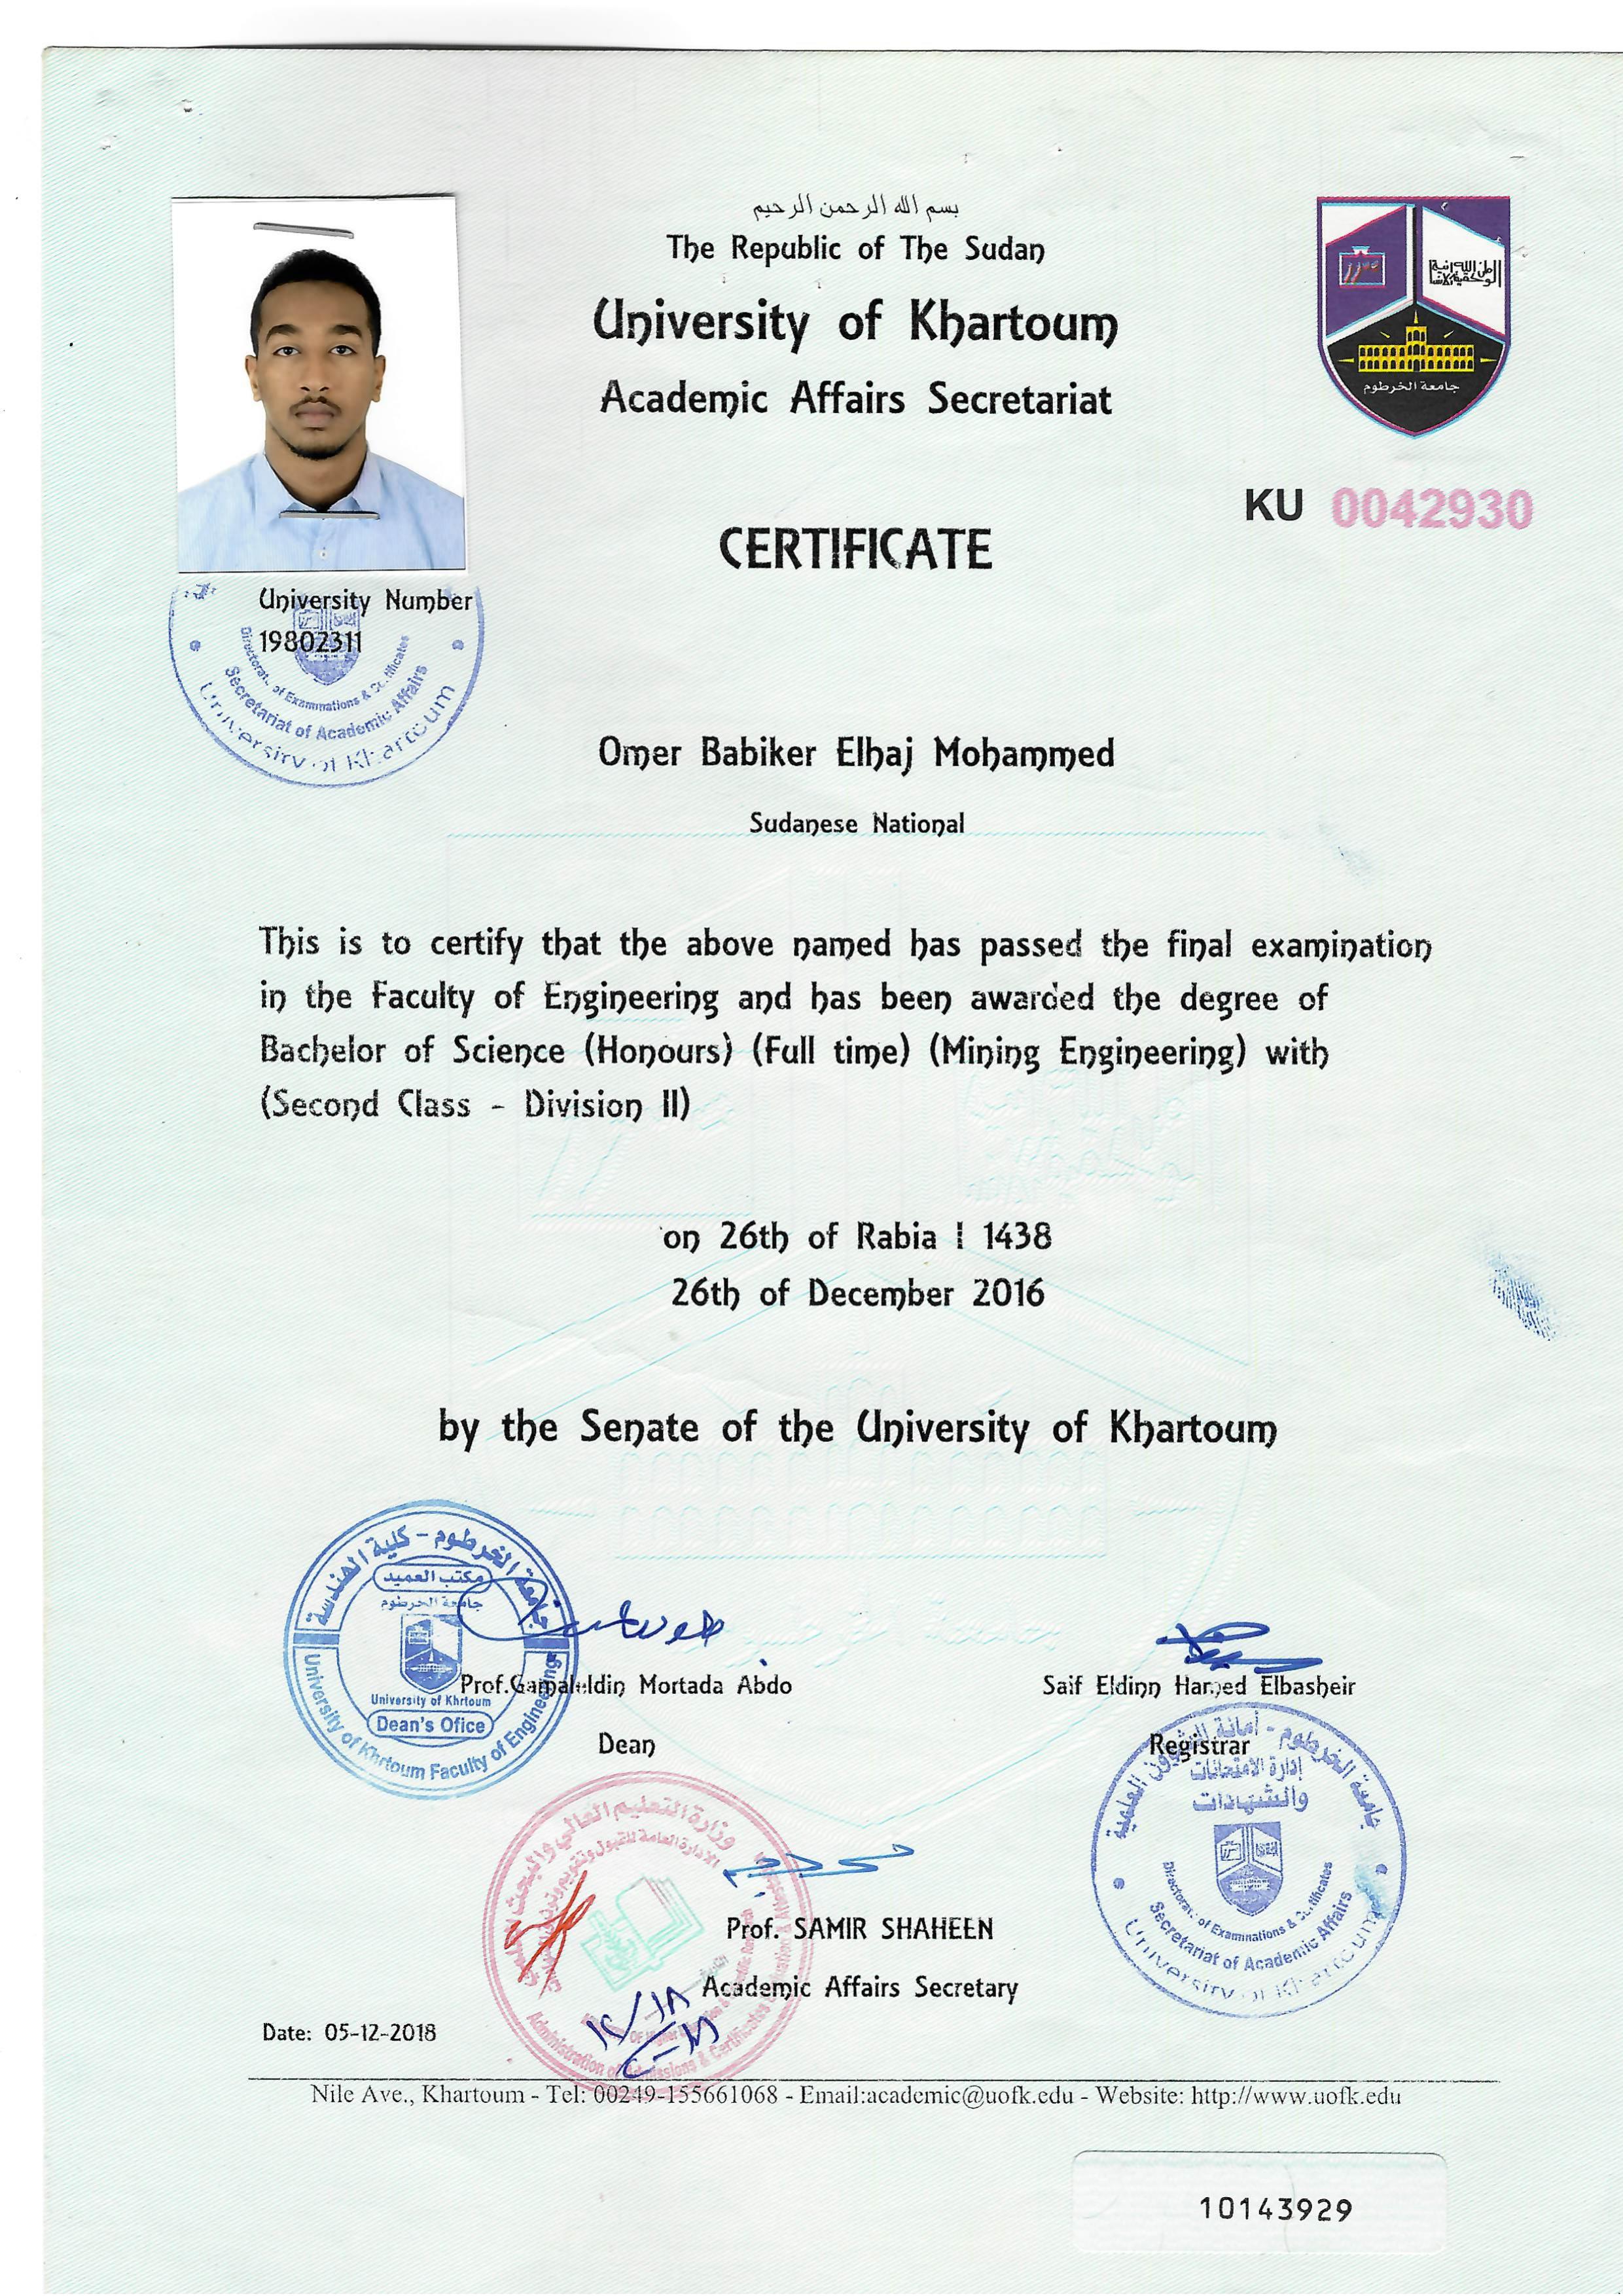 بسم الله الرحمن الرحيم
The Republic of The Sudan
University of Khartoum
Academic Affairs Secretariat
الله الحقيقة الوطن الإنسانية
جامعة الخرطوم
KU 0042930
CERTIFICATE
University Number
19802311
Directorate of Examinations & Certificates
Secretariat of Academic Affairs
University of Khartoum
Omer Babiker Elhaj Mohammed
Sudanese National
This is to certify that the above named has passed the final examination
in the Faculty of Engineering and has been awarded the degree of
Bachelor of Science (Honours) (Full time) (Mining Engineering) with
(Second Class - Division II)
on 26th of Rabia I 1438
26th of December 2016
by the Senate of the University of Khartoum
جامعة الخرطوم - كلية الهندسة
مكتب العميد
جامعة الخرطوم
University of Khrtoum
Dean's Ofice
University of Khrtoum Faculty of Engineering
Prof.Gamaleldin Mortada Abdo
Dean
Saif Eldinn Hamed Elbasheir
Registrar
جامعة الخرطوم - أمانة الشؤون العلمية
إدارة الامتحانات
والشهادات
Directorate of Examinations & Certificates
Secretariat of Academic Affairs
University of Khartoum
وزارة التعليم العالي والبحث
الإدارة العامة للقبول وتقويم وتوثيق
Prof. SAMIR SHAHEEN
Academic Affairs Secretary
Date: 05-12-2018
Nile Ave., Khartoum - Tel: 00249-155661068 - Email:academic@uofk.edu - Website: http://www.uofk.edu
10143929